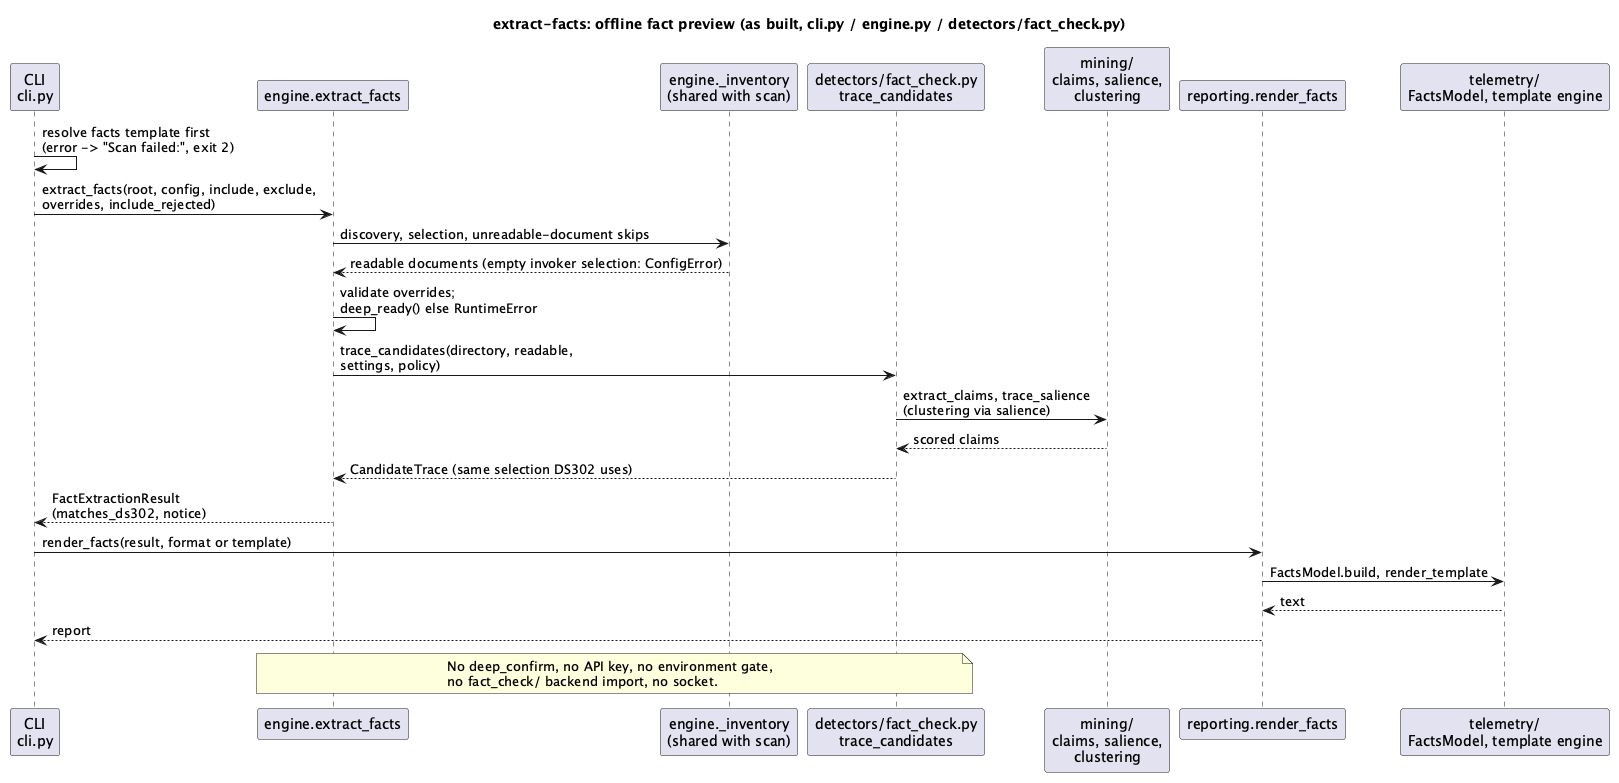 extract-facts: offline fact preview (as built, cli.py / engine.py / detectors/fact_check.py)
CLI
cli.py
engine.extract_facts
engine._inventory
(shared with scan)
detectors/fact_check.py
trace_candidates
mining/
claims, salience,
clustering
reporting.render_facts
telemetry/
FactsModel, template engine
resolve facts template first
(error -> "Scan failed:", exit 2)
extract_facts(root, config, include, exclude,
overrides, include_rejected)
discovery, selection, unreadable-document skips
readable documents (empty invoker selection: ConfigError)
validate overrides;
deep_ready() else RuntimeError
trace_candidates(directory, readable,
settings, policy)
extract_claims, trace_salience
(clustering via salience)
scored claims
CandidateTrace (same selection DS302 uses)
FactExtractionResult
(matches_ds302, notice)
render_facts(result, format or template)
FactsModel.build, render_template
text
report
No deep_confirm, no API key, no environment gate,
no fact_check/ backend import, no socket.
CLI
cli.py
engine.extract_facts
engine._inventory
(shared with scan)
detectors/fact_check.py
trace_candidates
mining/
claims, salience,
clustering
reporting.render_facts
telemetry/
FactsModel, template engine